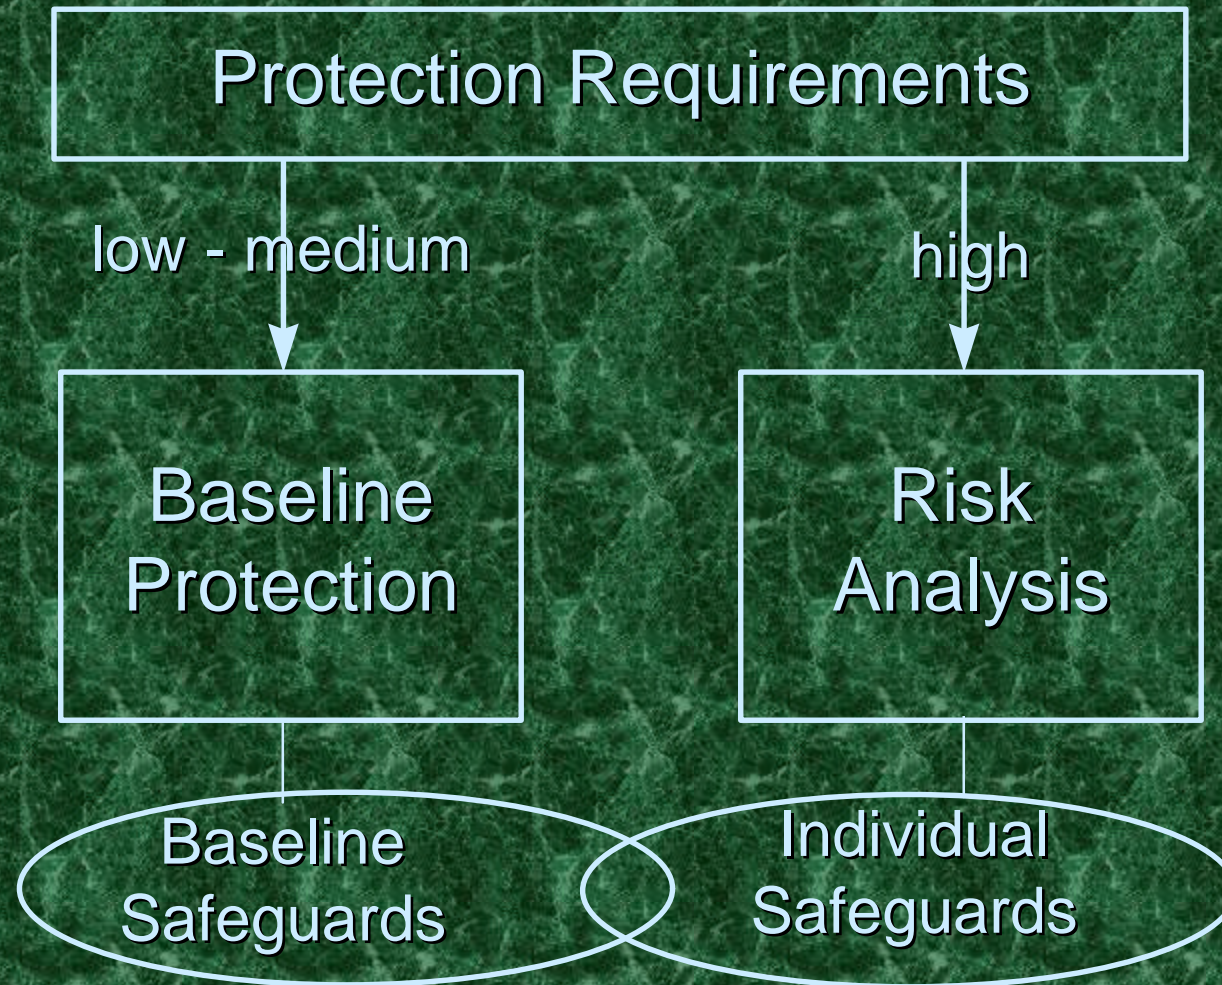 Protection Requirements
low - medium
high
Baseline
Protection
Risk
Analysis
Baseline
Safeguards
Individual
Safeguards